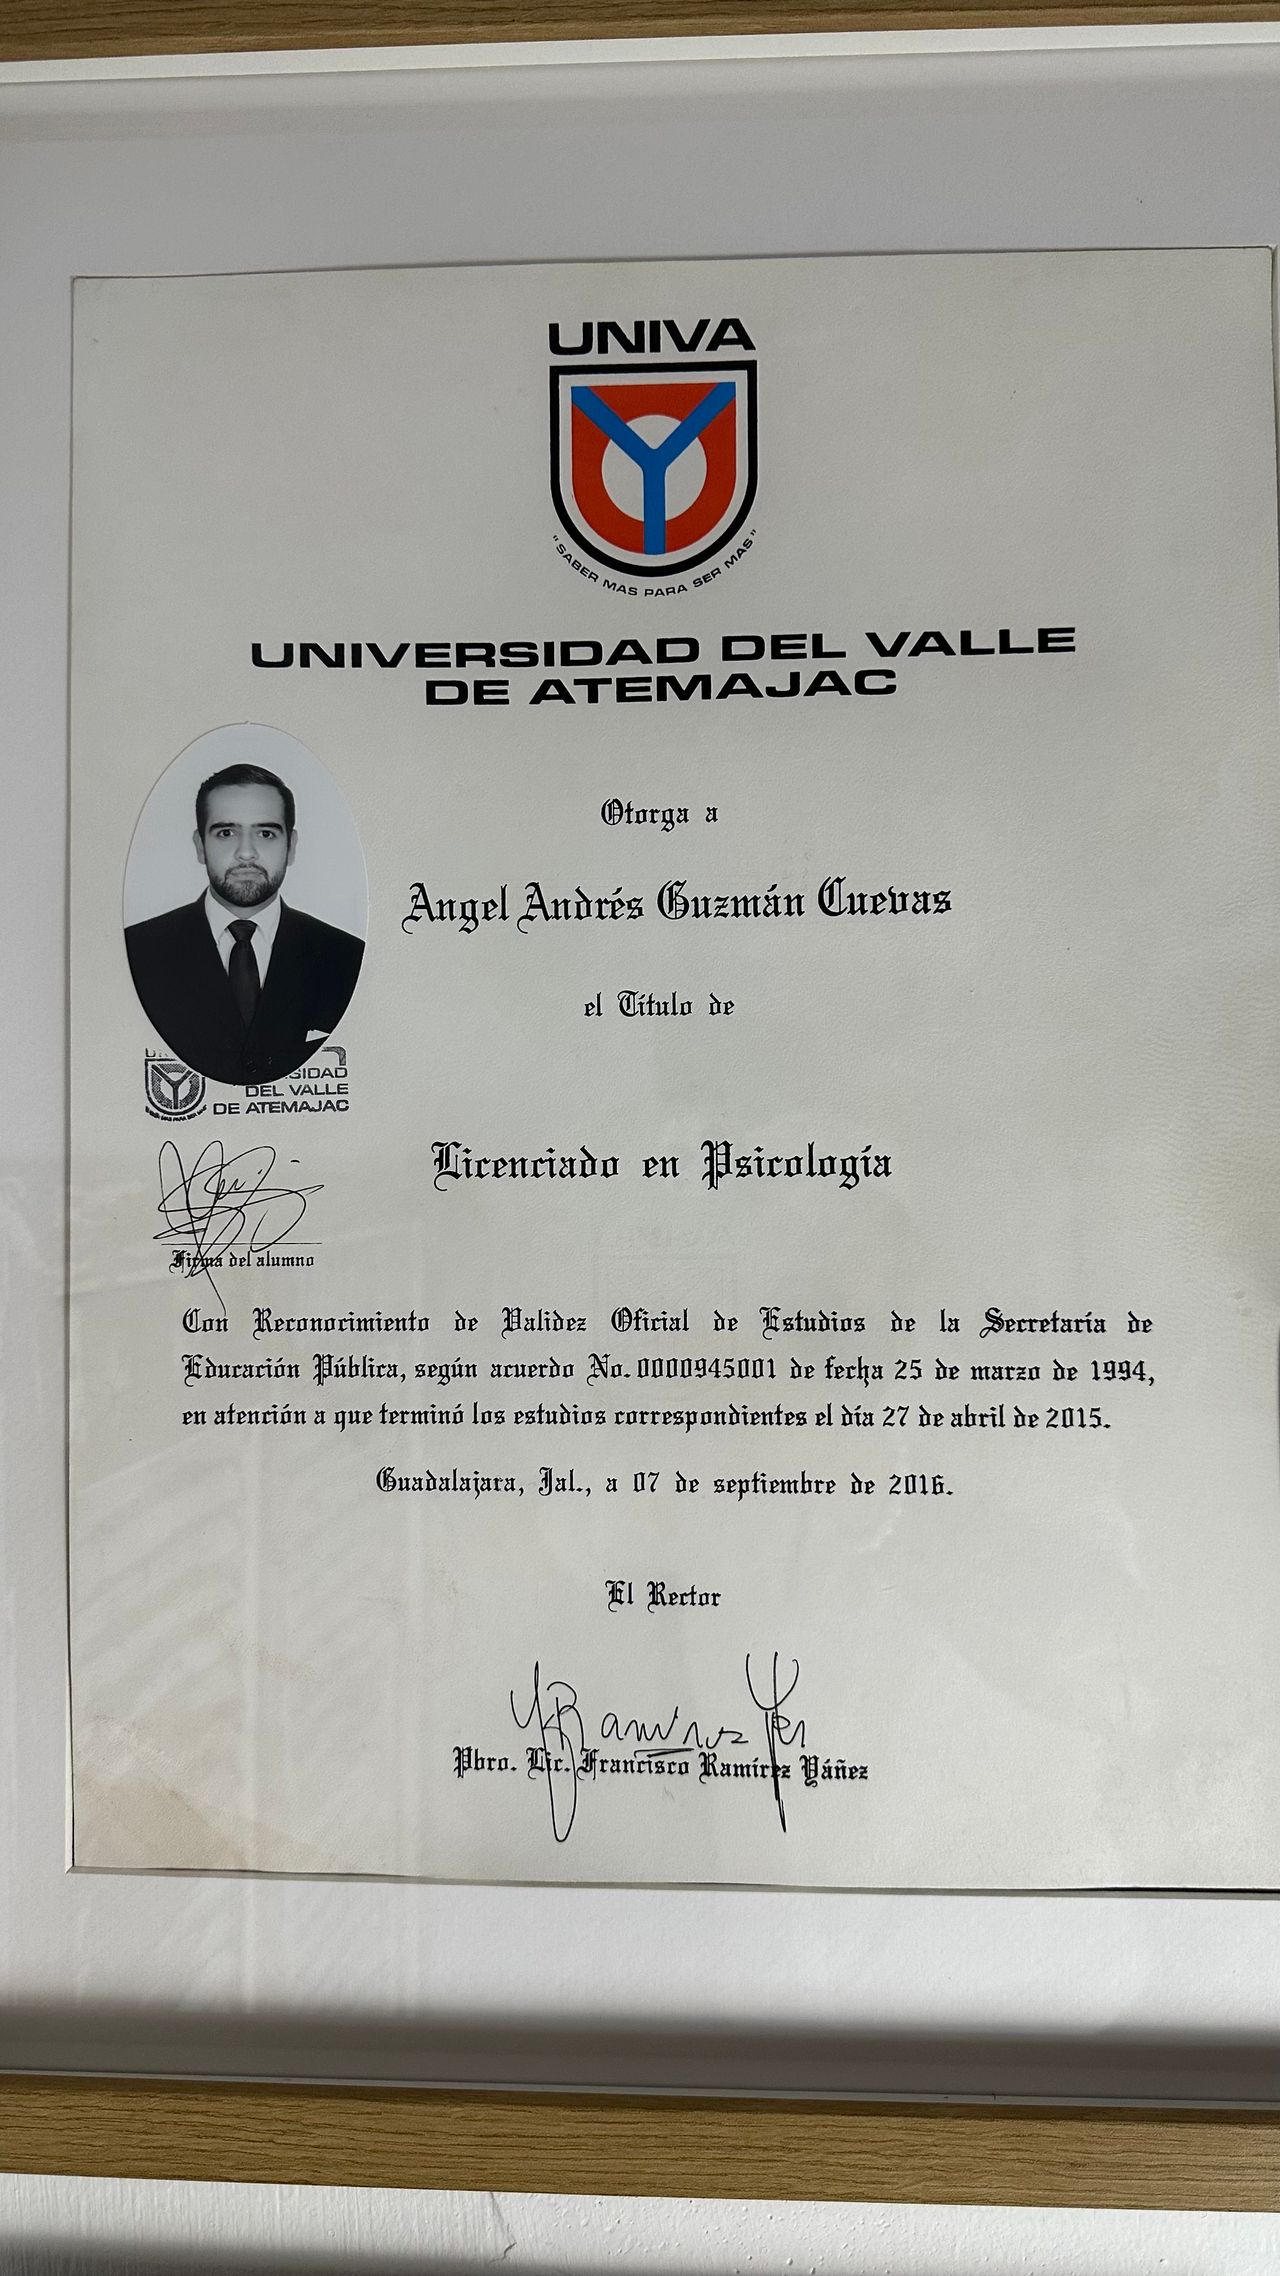 UNIVA
"SABER MAS PARA SER MAS"
UNIVERSIDAD DEL VALLE
DE ATEMAJAC
Otorga a
Angel Andrés Guzmán Cuevas
el Título de
SIDAD
DEL VALLE
DE ATEMAJAC
Licenciado en Psicología
Firma del alumno
Con Reconocimiento de Validez Oficial de Estudios de la Secretaría de
Educación Pública, según acuerdo No. 0000945001 de fecha 25 de marzo de 1994,
en atención a que terminó los estudios correspondientes el día 27 de abril de 2015.
Guadalajara, Jal., a 07 de septiembre de 2016.
El Rector
Pbro. Lic. Francisco Ramírez Yáñez